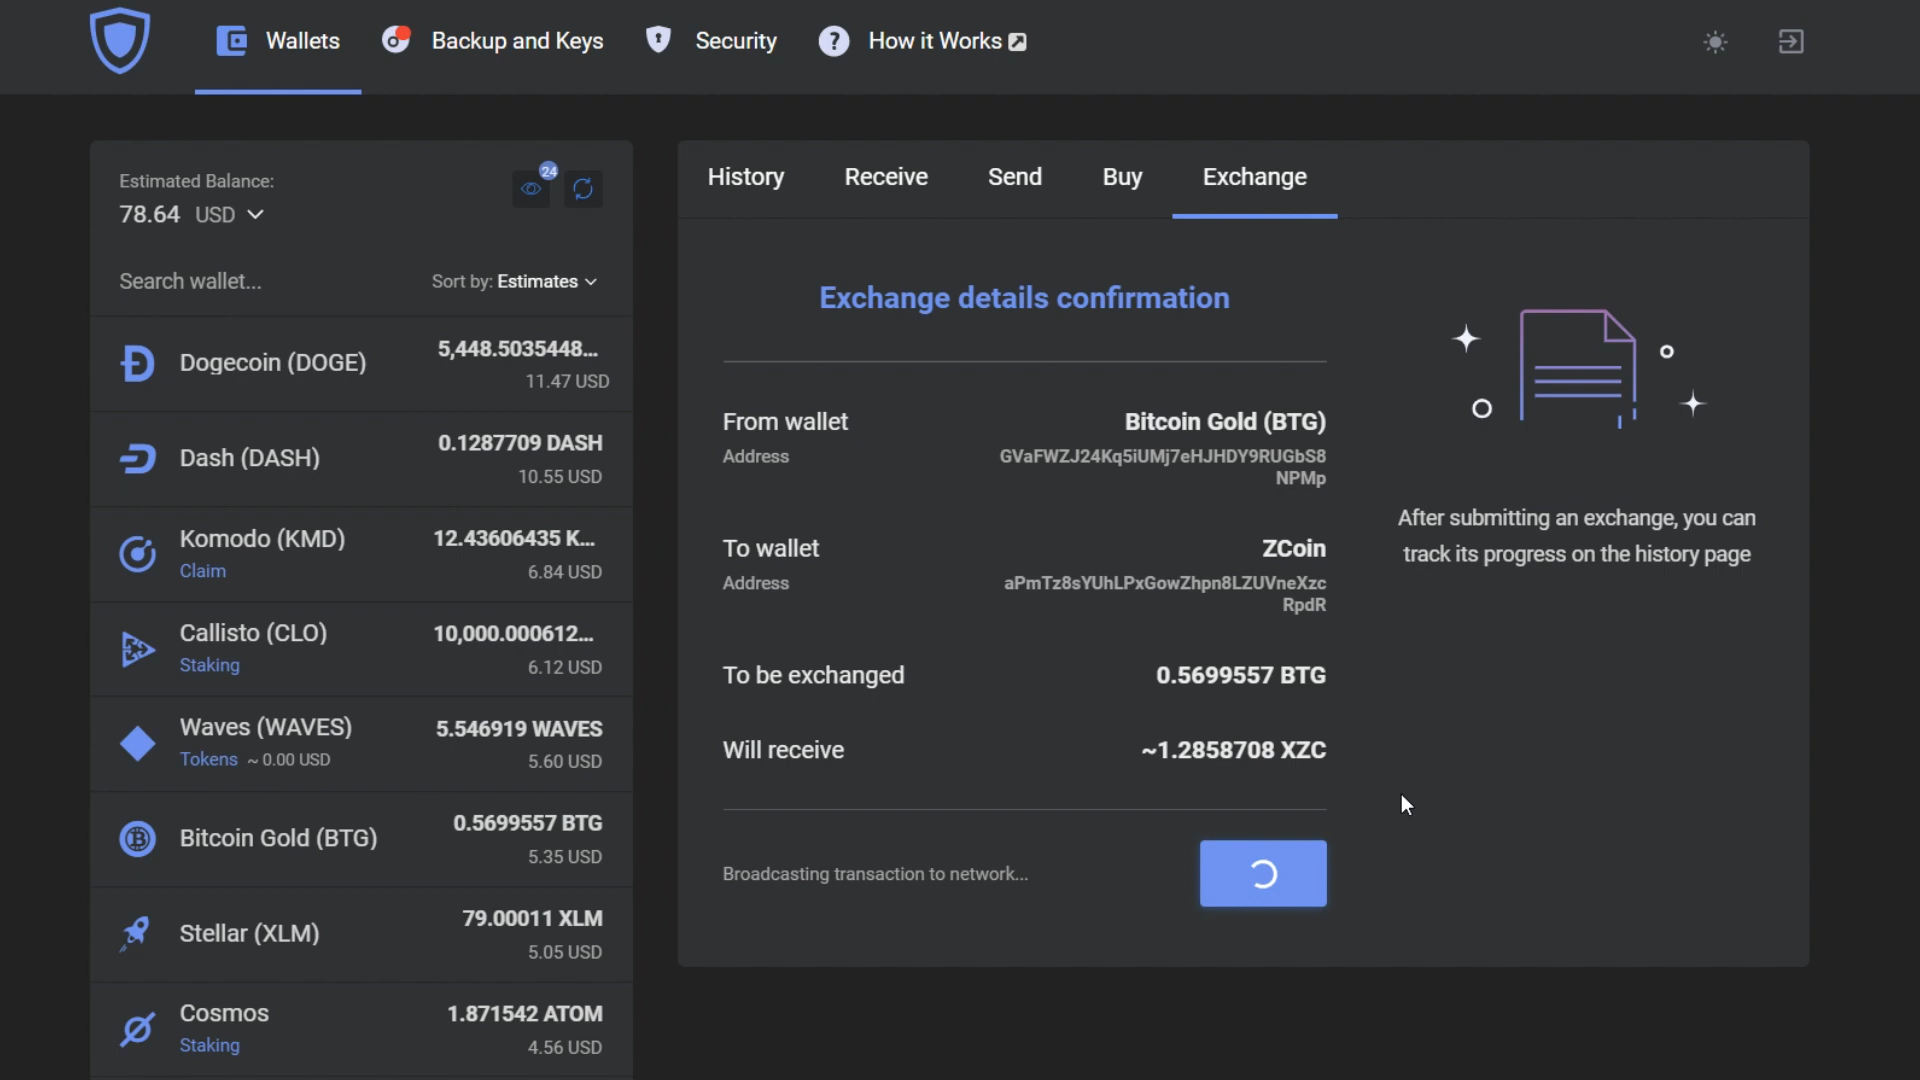 Wallets
Backup and Keys
Security
? How it Works
Estimated Balance:
24
78.64 USD
Search wallet...
Sort by: Estimates
Dogecoin (DOGE)
5,448.5035448...
11.47 USD
Dash (DASH)
0.1287709 DASH
10.55 USD
Komodo (KMD)
12.43606435 K...
Claim
6.84 USD
Callisto (CLO)
10,000.000612...
Staking
6.12 USD
Waves (WAVES)
5.546919 WAVES
Tokens ~ 0.00 USD
5.60 USD
Bitcoin Gold (BTG)
0.5699557 BTG
5.35 USD
Stellar (XLM)
79.00011 XLM
5.05 USD
Cosmos
1.871542 ATOM
Staking
4.56 USD
History
Receive
Send
Buy
Exchange
Exchange details confirmation
From wallet
Bitcoin Gold (BTG)
Address
GVaFWZJ24Kq5iUMj7eHJHDY9RUGbS8
NPMp
To wallet
ZCoin
Address
aPmTz8sYUhLPxGowZhpn8LZUVneXzc
RpdR
To be exchanged
0.5699557 BTG
Will receive
~1.2858708 XZC
Broadcasting transaction to network...
After submitting an exchange, you can
track its progress on the history page